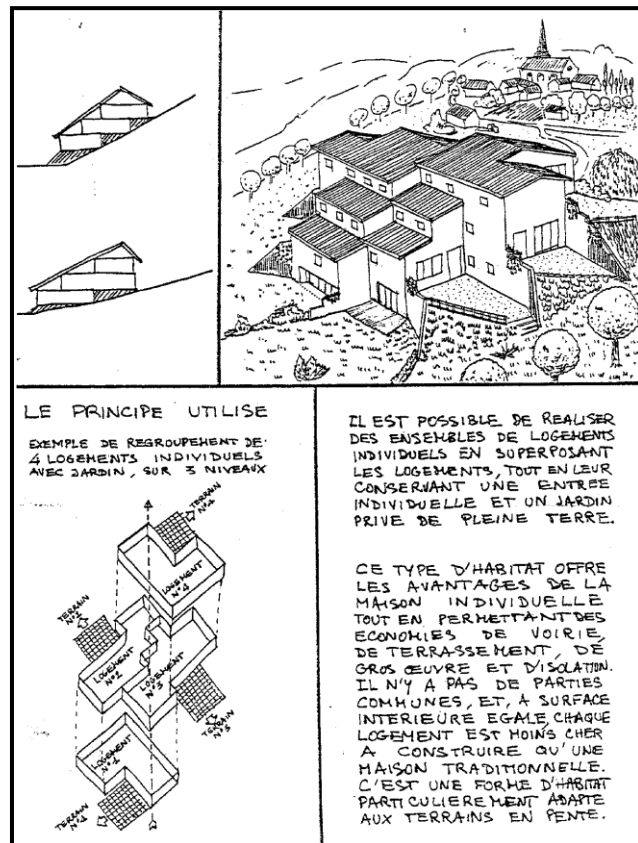 LE PRINCIPE UTILISE
EXEMPLE DE REGROUPEMENT DE
4 LOGEMENTS INDIVIDUELS
AVEC JARDIN, SUR 3 NIVEAUX
TERRAIN
N°4
LOGEMENT
N°4
TERRAIN
N°2
LOGEMENT
N°2
LOGEMENT
N°3
TERRAIN
N°3
LOGEMENT
N°1
TERRAIN
N°1
IL EST POSSIBLE DE REALISER
DES ENSEMBLES DE LOGEMENTS
INDIVIDUELS EN SUPERPOSANT
LES LOGEMENTS, TOUT EN LEUR
CONSERVANT UNE ENTREE
INDIVIDUELLE ET UN JARDIN
PRIVE DE PLEINE TERRE.
CE TYPE D'HABITAT OFFRE
LES AVANTAGES DE LA
MAISON INDIVIDUELLE
TOUT EN PERMETTANT DES
ECONOMIES DE VOIRIE,
DE TERRASSEMENT, DE
GROS ŒUVRE ET D'ISOLATION.
IL N'Y A PAS DE PARTIES
COMMUNES, ET, A SURFACE
INTERIEURE EGALE, CHAQUE
LOGEMENT EST MOINS CHER
A CONSTRUIRE QU'UNE
MAISON TRADITIONNELLE.
C'EST UNE FORME D'HABITAT
PARTICULIEREMENT ADAPTE
AUX TERRAINS EN PENTE.